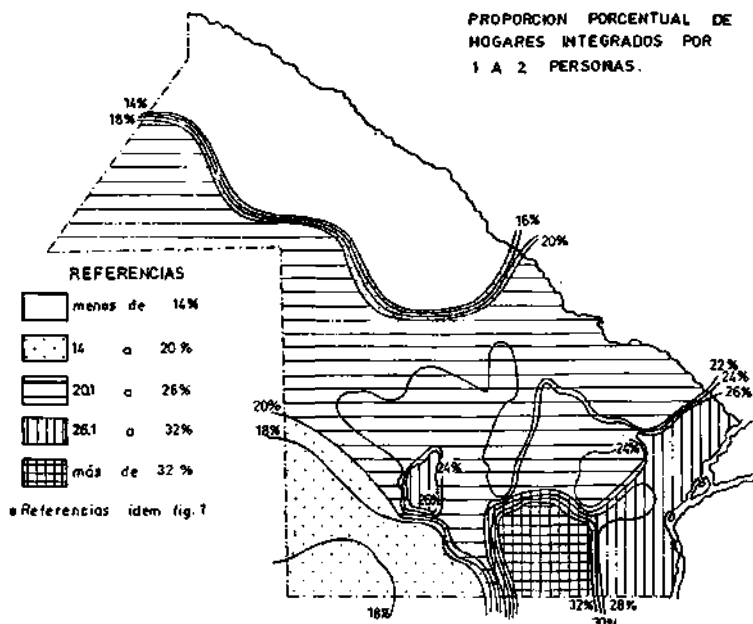 PROPORCION PORCENTUAL DE
HOGARES INTEGRADOS POR
1 A 2 PERSONAS.
14%
18%
16%
20%
REFERENCIAS
menos de 14%
14 a 20%
20.1 a 26%
26.1 a 32%
más de 32%
* Referencias idem fig. 1
22%
24%
26%
20%
18%
24%
24%
26%
18%
32%
28%
30%